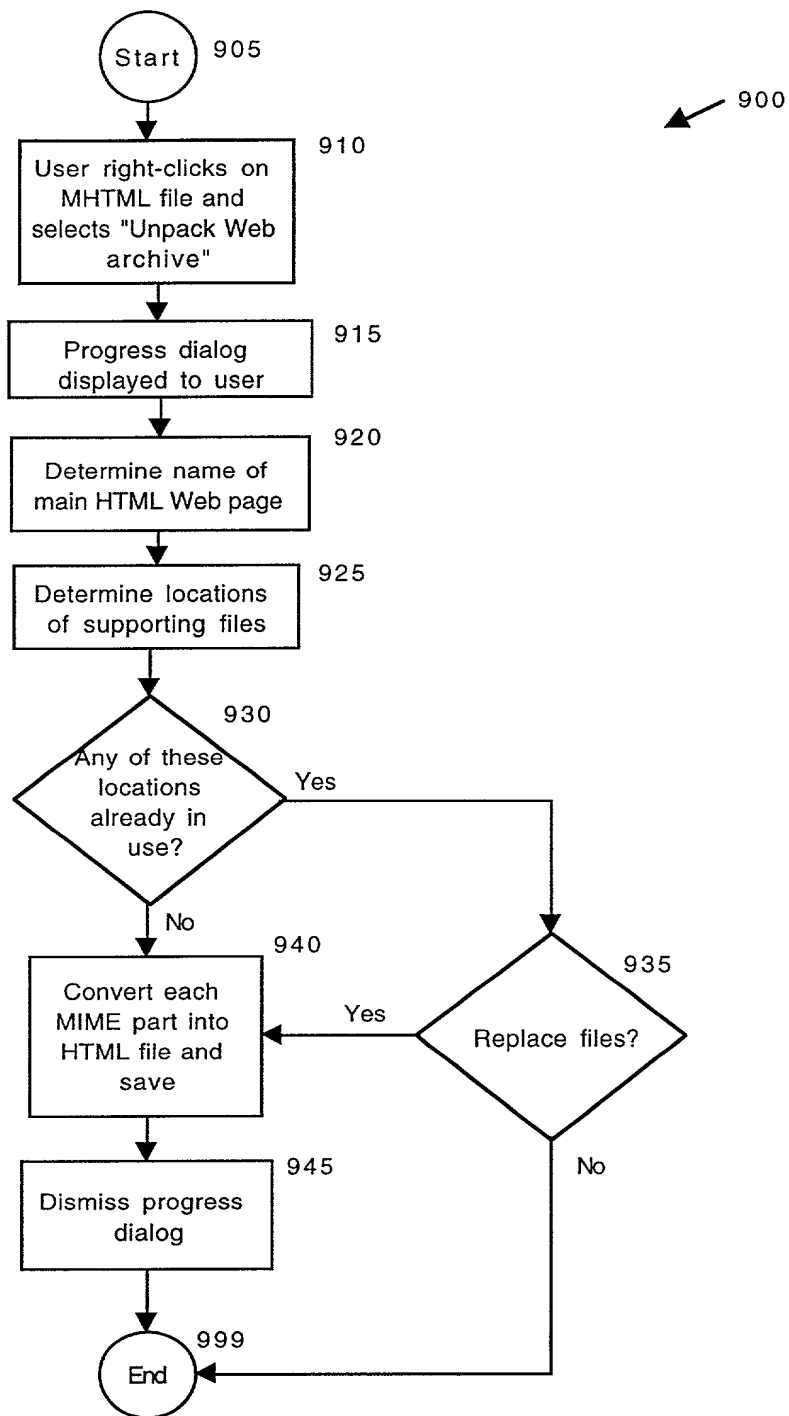 Start
905
900
910
User right-clicks on
MHTML file and
selects "Unpack Web
archive"
915
Progress dialog
displayed to user
920
Determine name of
main HTML Web page
925
Determine locations
of supporting files
930
Any of these
locations
already in
use?
Yes
No
940
935
Convert each
MIME part into
HTML file and
save
Yes
Replace files?
945
No
Dismiss progress
dialog
999
End